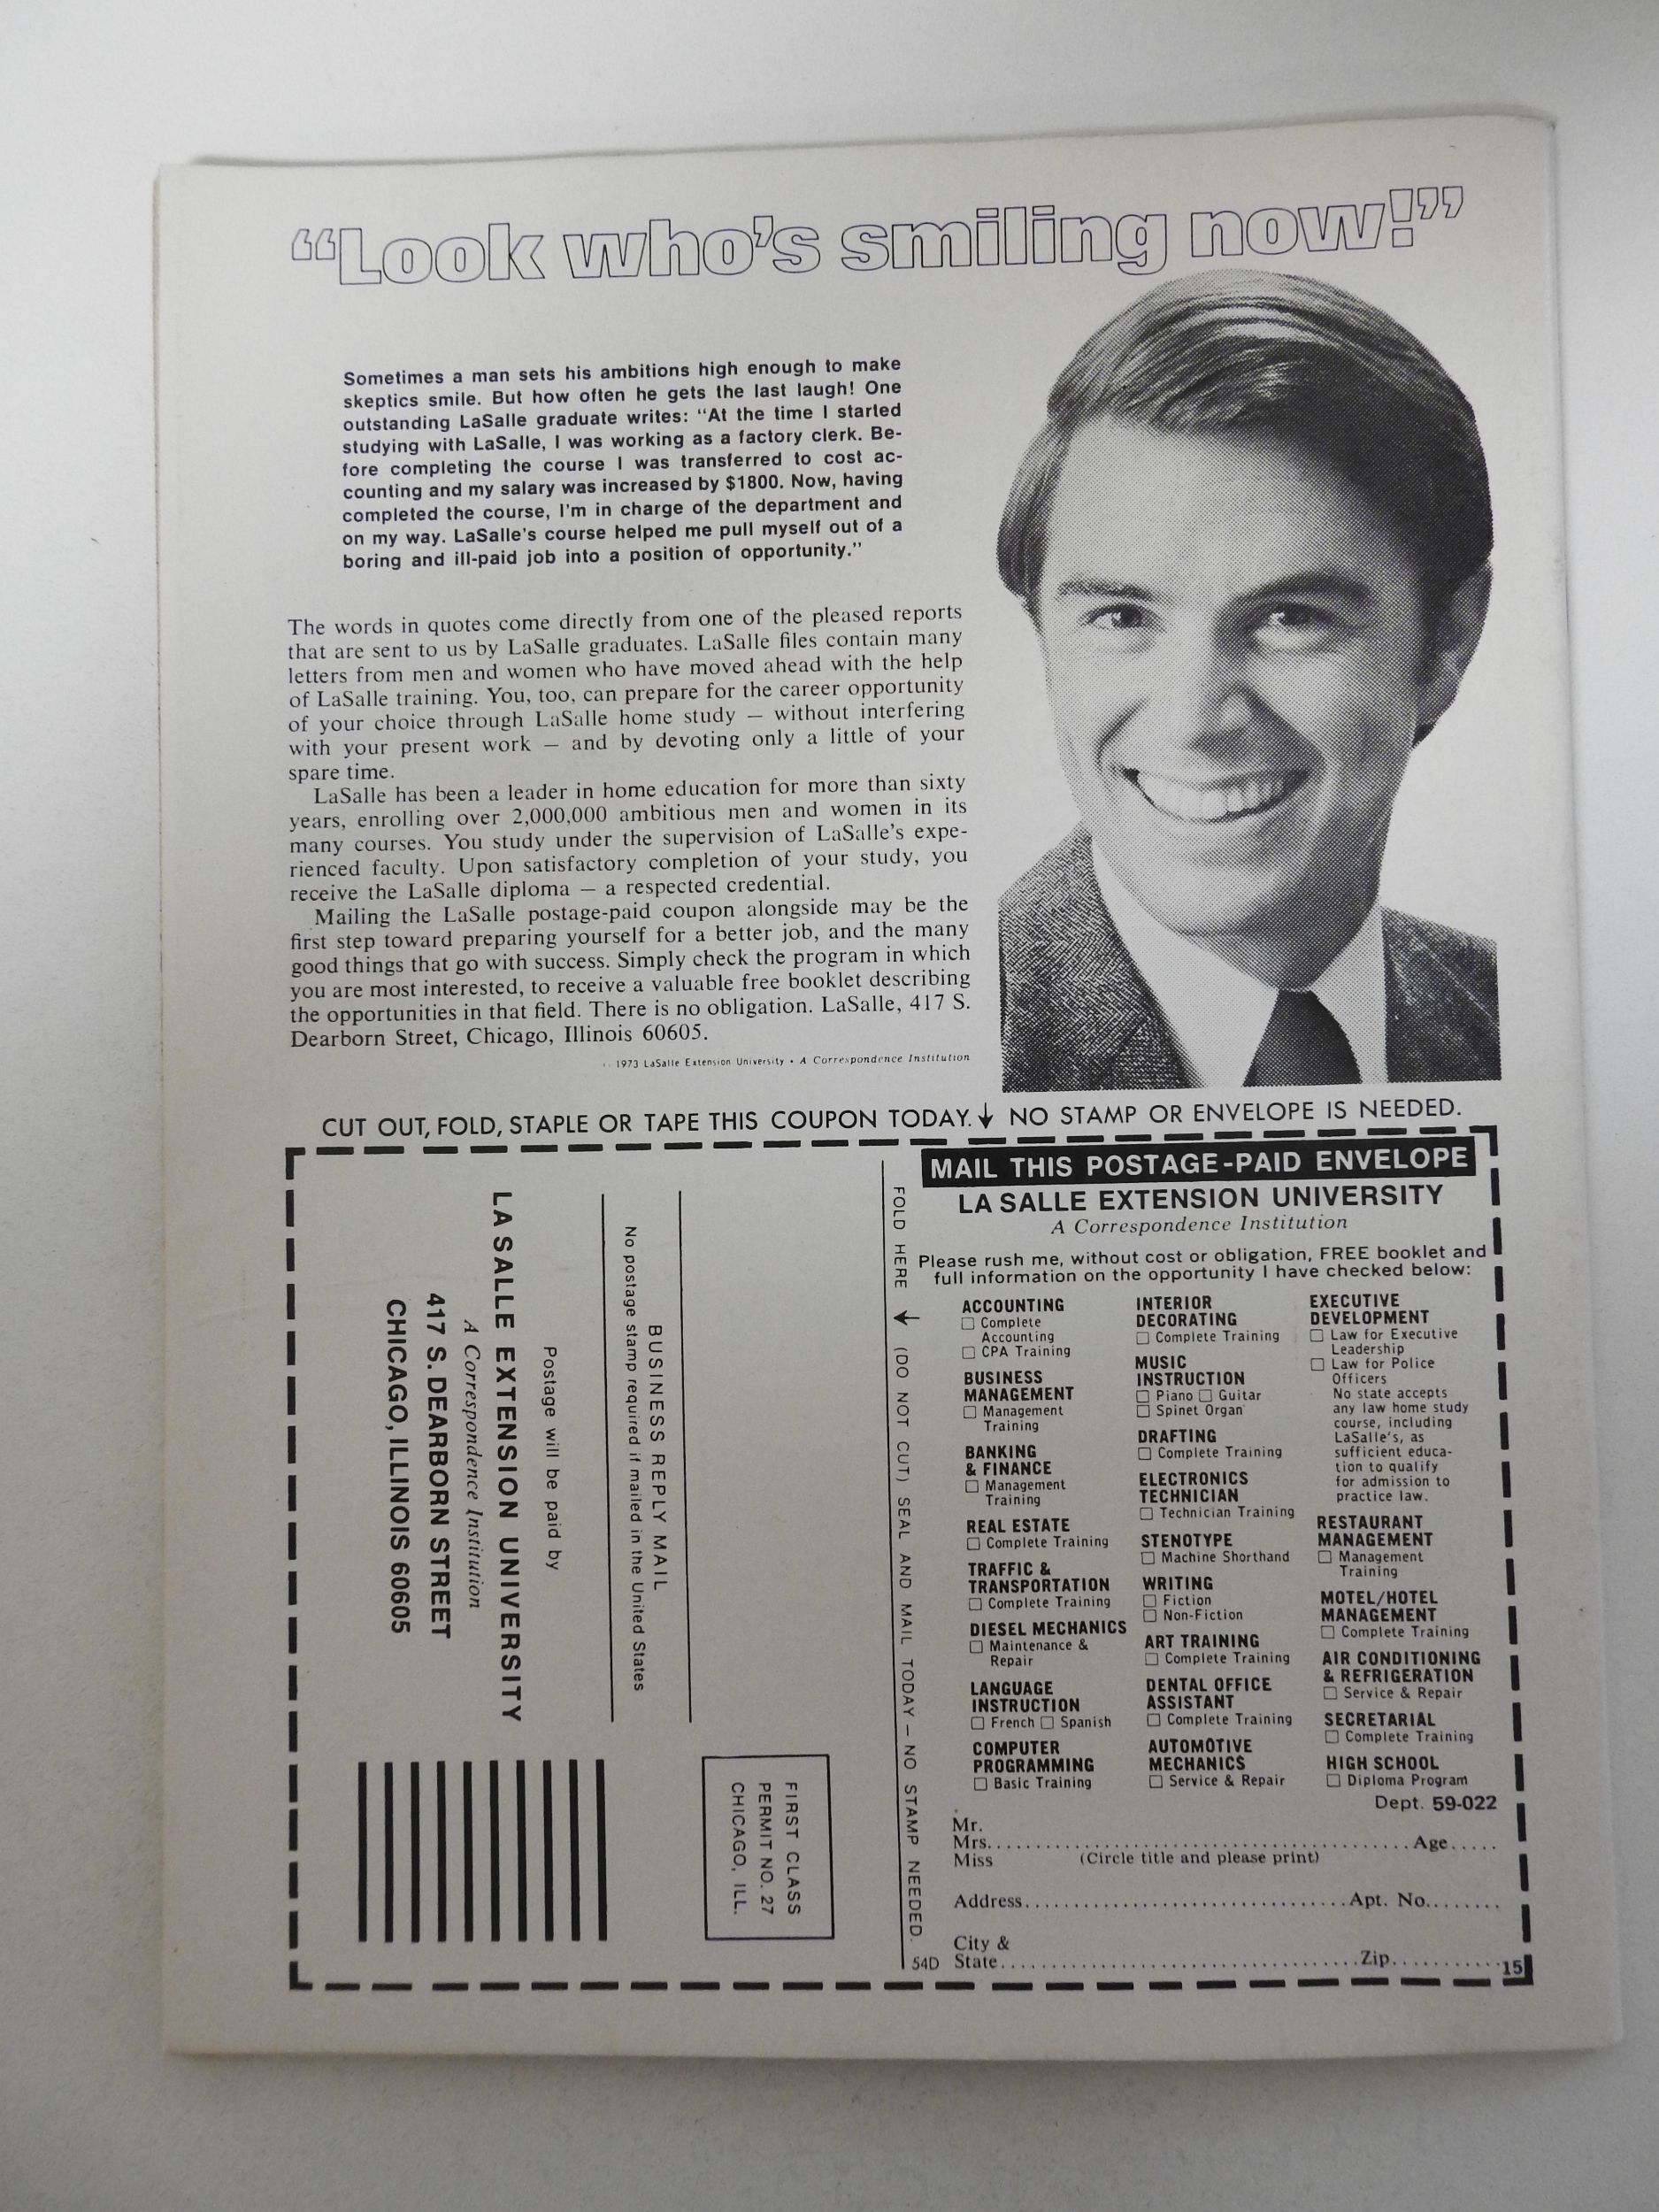 “Look who’s smiling now!”
Sometimes a man sets his ambitions high enough to make
skeptics smile. But how often he gets the last laugh! One
outstanding LaSalle graduate writes: “At the time I started
studying with LaSalle, I was working as a factory clerk. Be-
fore completing the course I was transferred to cost ac-
counting and my salary was increased by $1800. Now, having
completed the course, I’m in charge of the department and
on my way. LaSalle’s course helped me pull myself out of a
boring and ill-paid job into a position of opportunity.”
The words in quotes come directly from one of the pleased reports
that are sent to us by LaSalle graduates. LaSalle files contain many
letters from men and women who have moved ahead with the help
of LaSalle training. You, too, can prepare for the career opportunity
of your choice through LaSalle home study — without interfering
with your present work — and by devoting only a little of your
spare time.
LaSalle has been a leader in home education for more than sixty
years, enrolling over 2,000,000 ambitious men and women in its
many courses. You study under the supervision of LaSalle’s expe-
rienced faculty. Upon satisfactory completion of your study, you
receive the LaSalle diploma — a respected credential.
Mailing the LaSalle postage-paid coupon alongside may be the
first step toward preparing yourself for a better job, and the many
good things that go with success. Simply check the program in which
you are most interested, to receive a valuable free booklet describing
the opportunities in that field. There is no obligation. LaSalle, 417 S.
Dearborn Street, Chicago, Illinois 60605.
1973 LaSalle Extension University • A Correspondence Institution
CUT OUT, FOLD, STAPLE OR TAPE THIS COUPON TODAY. ↓ NO STAMP OR ENVELOPE IS NEEDED.
FIRST CLASS
PERMIT NO. 27
CHICAGO, ILL.
BUSINESS REPLY MAIL
No postage stamp required if mailed in the United States
Postage will be paid by
LA SALLE EXTENSION UNIVERSITY
A Correspondence Institution
417 S. DEARBORN STREET
CHICAGO, ILLINOIS 60605
FOLD HERE ↓ (DO NOT CUT) SEAL AND MAIL TODAY — NO STAMP NEEDED.
MAIL THIS POSTAGE-PAID ENVELOPE
LA SALLE EXTENSION UNIVERSITY
A Correspondence Institution
Please rush me, without cost or obligation, FREE booklet and
full information on the opportunity I have checked below:
ACCOUNTING
☐ Complete
Accounting
☐ CPA Training
BUSINESS
MANAGEMENT
☐ Management
Training
BANKING
& FINANCE
☐ Management
Training
REAL ESTATE
☐ Complete Training
TRAFFIC &
TRANSPORTATION
☐ Complete Training
DIESEL MECHANICS
☐ Maintenance &
Repair
LANGUAGE
INSTRUCTION
☐ French ☐ Spanish
COMPUTER
PROGRAMMING
☐ Basic Training
INTERIOR
DECORATING
☐ Complete Training
MUSIC
INSTRUCTION
☐ Piano ☐ Guitar
☐ Spinet Organ
DRAFTING
☐ Complete Training
ELECTRONICS
TECHNICIAN
☐ Technician Training
STENOTYPE
☐ Machine Shorthand
WRITING
☐ Fiction
☐ Non-Fiction
ART TRAINING
☐ Complete Training
DENTAL OFFICE
ASSISTANT
☐ Complete Training
AUTOMOTIVE
MECHANICS
☐ Service & Repair
EXECUTIVE
DEVELOPMENT
☐ Law for Executive
Leadership
☐ Law for Police
Officers
No state accepts
any law home study
course, including
LaSalle’s, as
sufficient educa-
tion to qualify
for admission to
practice law.
RESTAURANT
MANAGEMENT
☐ Management
Training
MOTEL/HOTEL
MANAGEMENT
☐ Complete Training
AIR CONDITIONING
& REFRIGERATION
☐ Service & Repair
SECRETARIAL
☐ Complete Training
HIGH SCHOOL
☐ Diploma Program
Dept. 59-022
Mr.
Mrs. Age
Miss (Circle title and please print)
Address Apt. No.
City &
54D State Zip 15